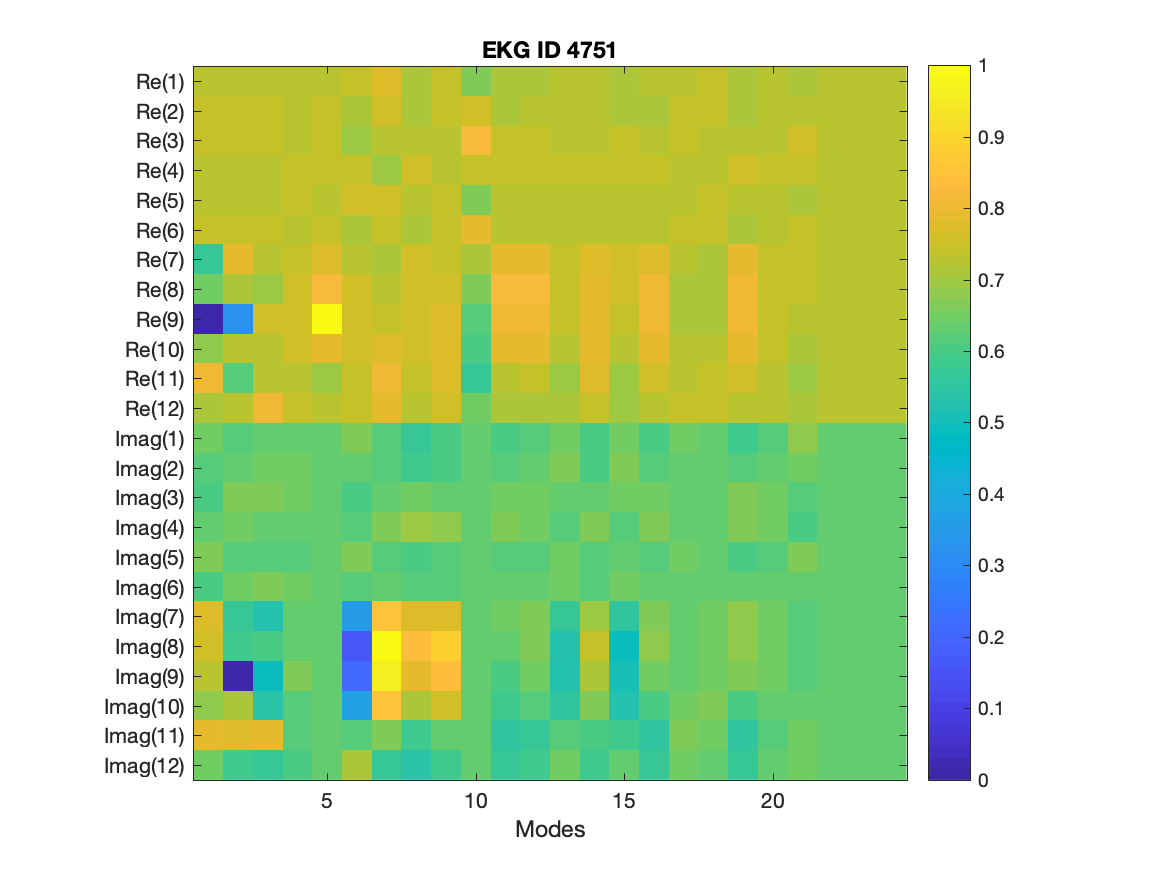 EKG ID 4751
Re(1)
Re(2)
Re(3)
Re(4)
Re(5)
Re(6)
Re(7)
Re(8)
Re(9)
Re(10)
Re(11)
Re(12)
Imag(1)
Imag(2)
Imag(3)
Imag(4)
Imag(5)
Imag(6)
Imag(7)
Imag(8)
Imag(9)
Imag(10)
Imag(11)
Imag(12)
5 10 15 20
Modes
1
0.9
0.8
0.7
0.6
0.5
0.4
0.3
0.2
0.1
0